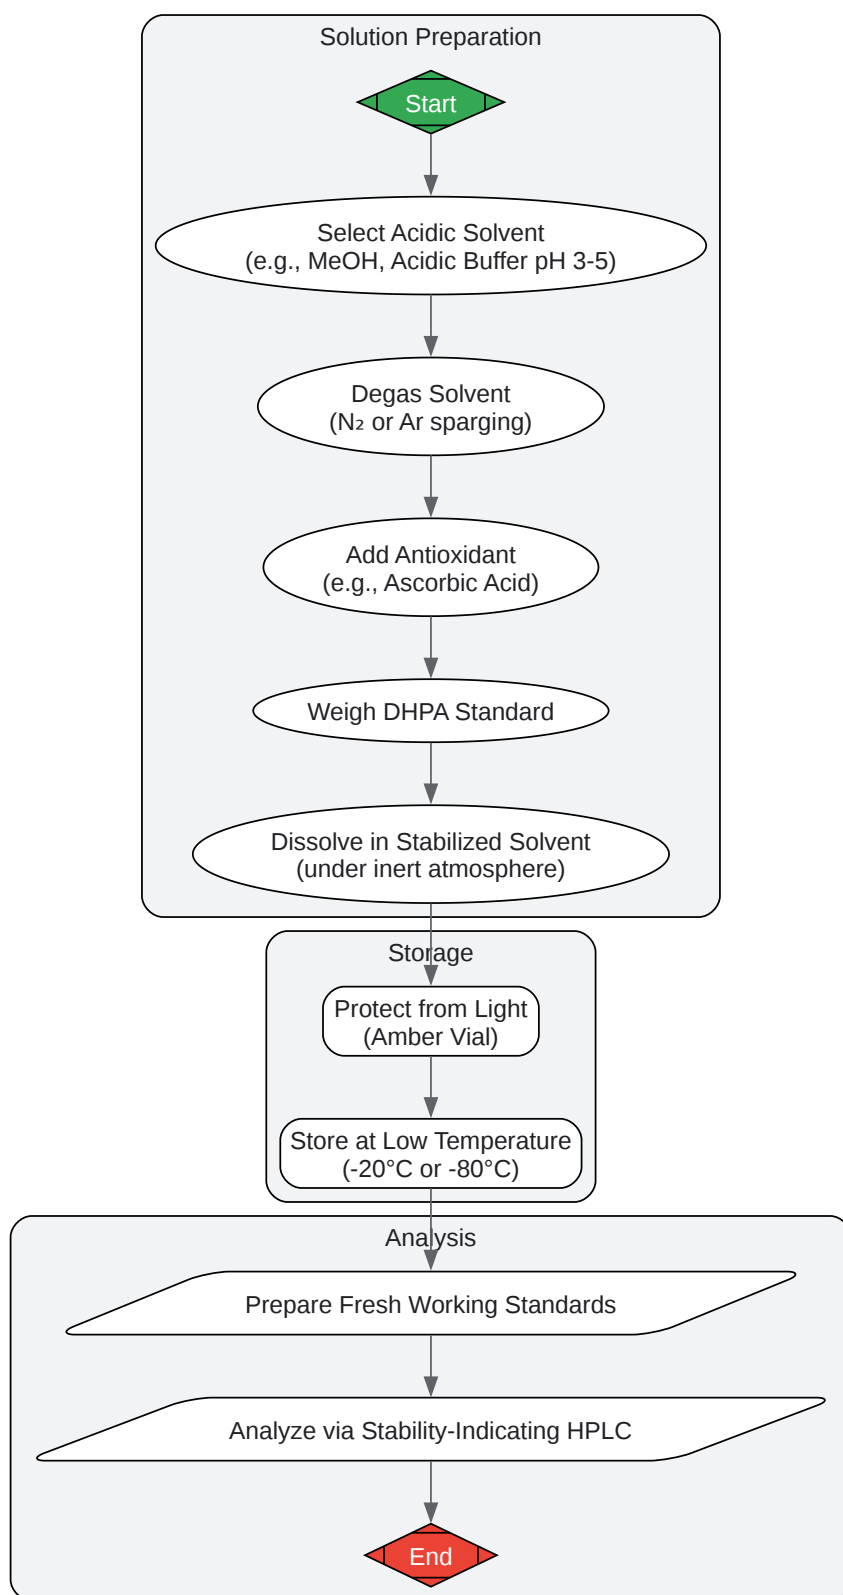 Solution Preparation
Start
Select Acidic Solvent
(e.g., MeOH, Acidic Buffer pH 3-5)
Degas Solvent
(N₂ or Ar sparging)
Add Antioxidant
(e.g., Ascorbic Acid)
Weigh DHPA Standard
Dissolve in Stabilized Solvent
(under inert atmosphere)
Storage
Protect from Light
(Amber Vial)
Store at Low Temperature
(-20°C or -80°C)
Analysis
Prepare Fresh Working Standards
Analyze via Stability-Indicating HPLC
End